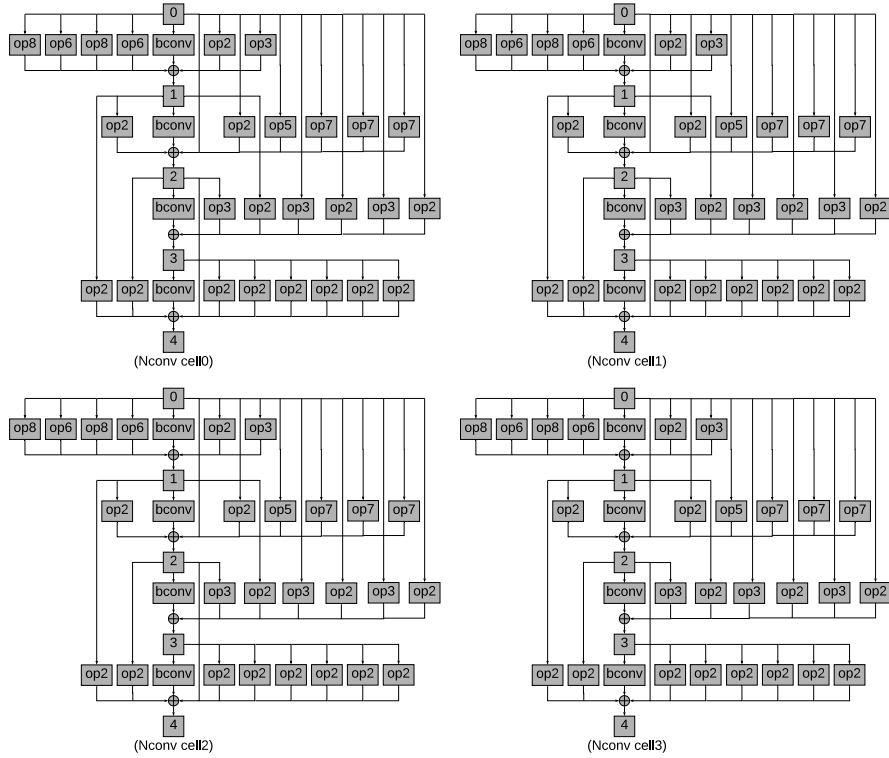 0 0
op8 op6 op8 op6 bconv op2 op3 op8 op6 op8 op6 bconv op2 op3
1 1
op2 bconv op2 op5 op7 op7 op7 op2 bconv op2 op5 op7 op7 op7
2 2
bconv op3 op2 op3 op2 op3 op2 bconv op3 op2 op3 op2 op3 op2
3 3
op2 op2 bconv op2 op2 op2 op2 op2 op2 op2 op2 bconv op2 op2 op2 op2 op2 op2
4 4
(Nconv cell0) (Nconv cell1)
0 0
op8 op6 op8 op6 bconv op2 op3 op8 op6 op8 op6 bconv op2 op3
1 1
op2 bconv op2 op5 op7 op7 op7 op2 bconv op2 op5 op7 op7 op7
2 2
bconv op3 op2 op3 op2 op3 op2 bconv op3 op2 op3 op2 op3 op2
3 3
op2 op2 bconv op2 op2 op2 op2 op2 op2 op2 op2 bconv op2 op2 op2 op2 op2 op2
4 4
(Nconv cell2) (Nconv cell3)